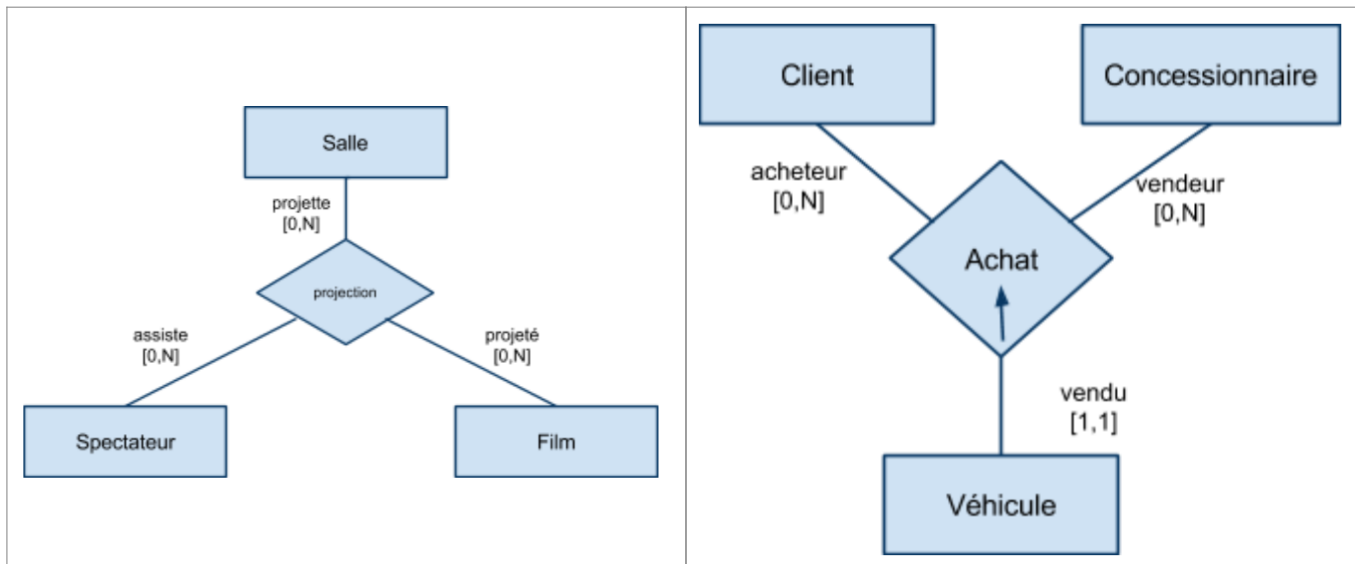 Salle
projette
[0,N]
projection
assiste
[0,N]
projeté
[0,N]
Spectateur
Film
Client
Concessionnaire
acheteur
[0,N]
vendeur
[0,N]
Achat
vendu
[1,1]
Véhicule